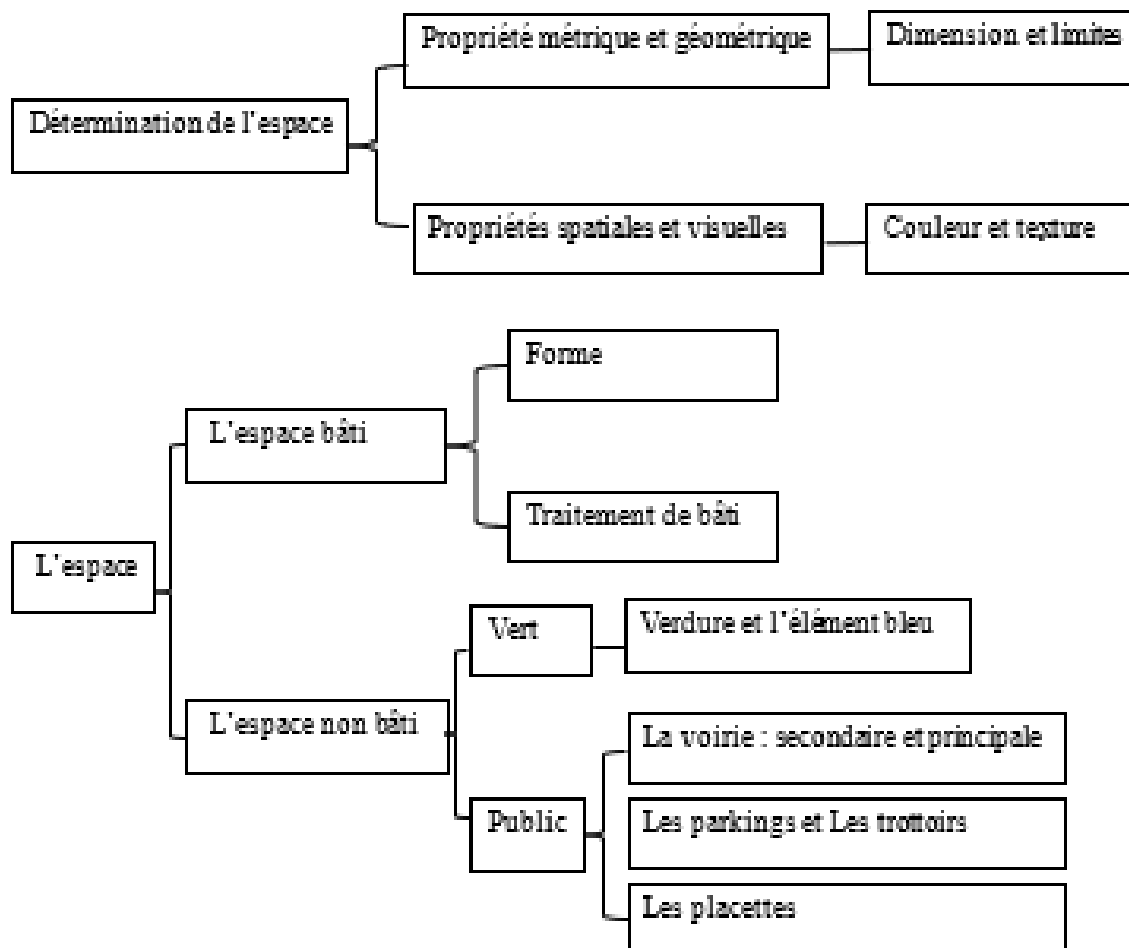 Propriété métrique et géométrique
Dimension et limites
Détermination de l'espace
Propriétés spatiales et visuelles
Couleur et texture
Forme
L'espace bâti
Traitement de bâti
L'espace
Vert
Verdure et l'élément bleu
L'espace non bâti
La voirie : secondaire et principale
Public
Les parkings et Les trottoirs
Les placettes